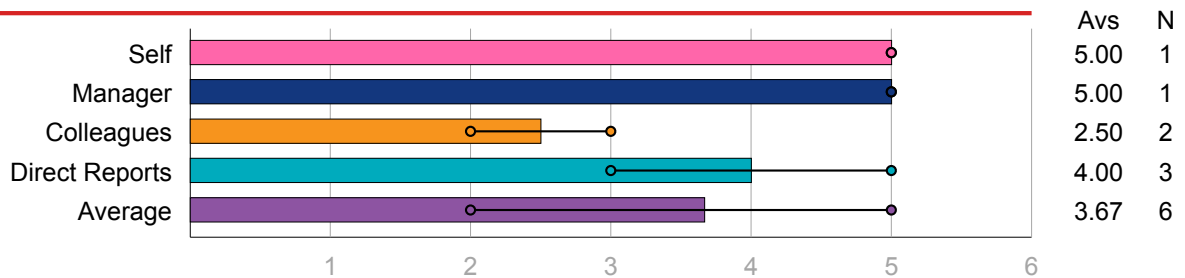 Avs N
Self 5.00 1
Manager 5.00 1
Colleagues 2.50 2
Direct Reports 4.00 3
Average 3.67 6
1 2 3 4 5 6